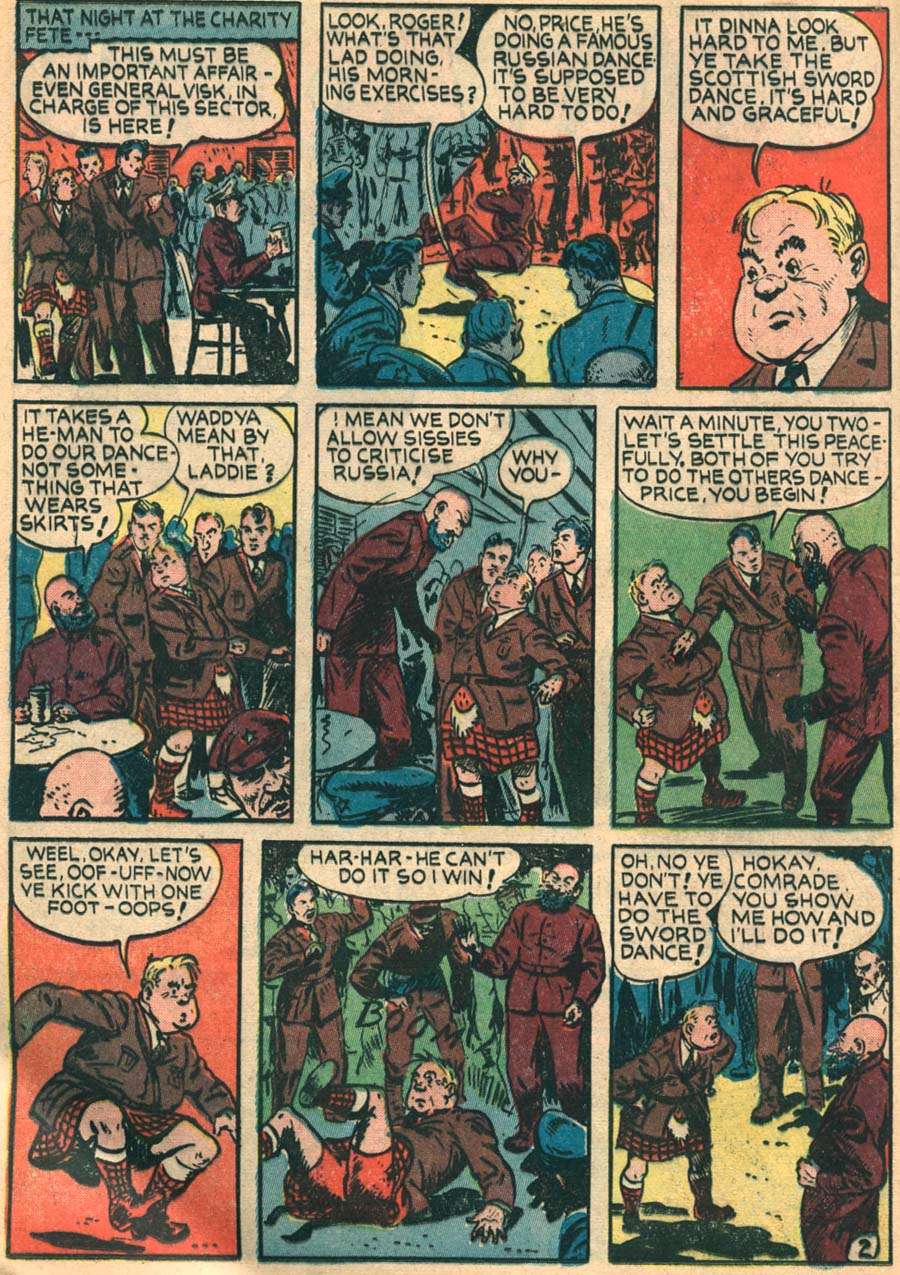 THAT NIGHT AT THE CHARITY
FETE---
THIS MUST BE
AN IMPORTANT AFFAIR-
EVEN GENERAL VISK, IN
CHARGE OF THIS SECTOR,
IS HERE!
LOOK, ROGER!
WHAT'S THAT
LAD DOING,
HIS MORN-
ING EXERCISES?
NO, PRICE, HE'S
DOING A FAMOUS
RUSSIAN DANCE-
IT'S SUPPOSED
TO BE VERY
HARD TO DO!
IT DINNA LOOK
HARD TO ME, BUT
YE TAKE THE
SCOTTISH SWORD
DANCE, IT'S HARD
AND GRACEFUL!
IT TAKES A
HE-MAN TO
DO OUR DANCE-
NOT SOME-
THING THAT
WEARS
SKIRTS!
WADDYA
MEAN BY
THAT,
LADDIE?
I MEAN WE DON'T
ALLOW SISSIES
TO CRITICISE
RUSSIA!
WHY
YOU-
WAIT A MINUTE, YOU TWO-
LET'S SETTLE THIS PEACE-
FULLY. BOTH OF YOU TRY
TO DO THE OTHERS DANCE-
PRICE, YOU BEGIN!
WEEL, OKAY. LET'S
SEE, OOF-UFF-NOW
YE KICK WITH ONE
FOOT-OOPS!
HAR-HAR-HE CAN'T
DO IT SO I WIN!
BOOM
OH, NO YE
DON'T! YE
HAVE TO
DO THE
SWORD
DANCE!
HOKAY,
COMRADE,
YOU SHOW
ME HOW AND
I'LL DO IT!
2